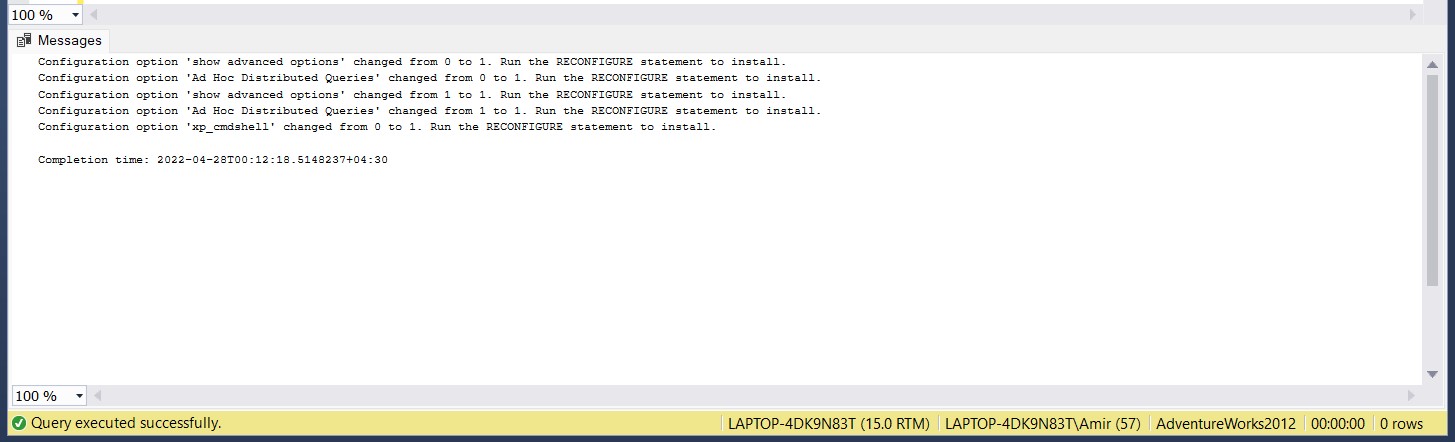 100 %
Messages
Configuration option 'show advanced options' changed from 0 to 1. Run the RECONFIGURE statement to install.
Configuration option 'Ad Hoc Distributed Queries' changed from 0 to 1. Run the RECONFIGURE statement to install.
Configuration option 'show advanced options' changed from 1 to 1. Run the RECONFIGURE statement to install.
Configuration option 'Ad Hoc Distributed Queries' changed from 1 to 1. Run the RECONFIGURE statement to install.
Configuration option 'xp_cmdshell' changed from 0 to 1. Run the RECONFIGURE statement to install.
Completion time: 2022-04-28T00:12:18.5148237+04:30
100 %
Query executed successfully. LAPTOP-4DK9N83T (15.0 RTM) LAPTOP-4DK9N83T\Amir (57) AdventureWorks2012 00:00:00 0 rows